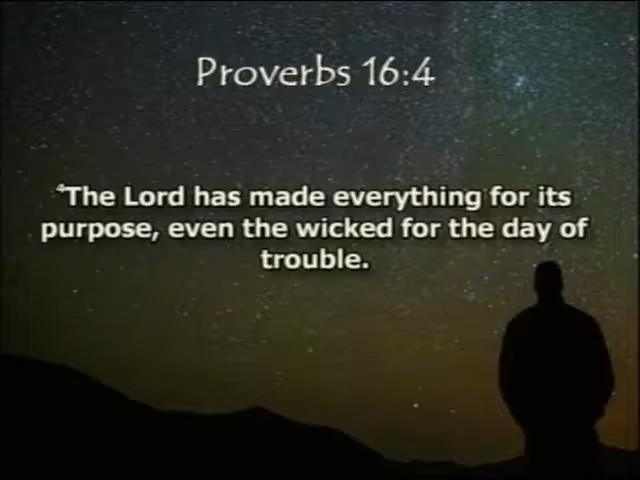 Proverbs 16:4
⁴The Lord has made everything for its
purpose, even the wicked for the day of
trouble.